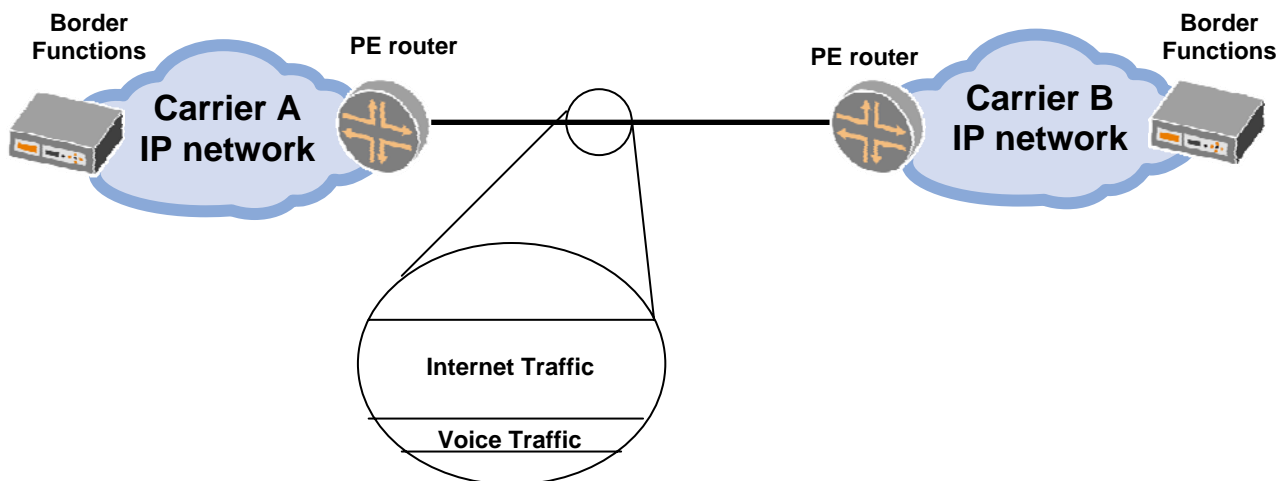 Border
Functions
PE router
Carrier A
IP network
PE router
Carrier B
IP network
Border
Functions
Internet Traffic
Voice Traffic